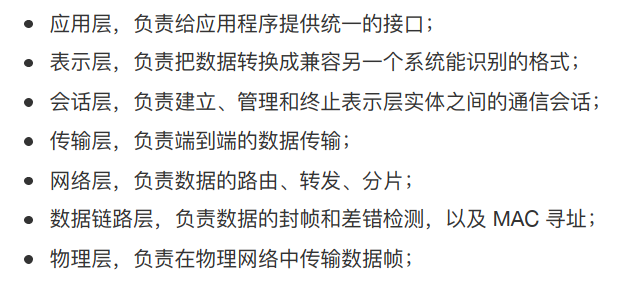 • 应用层，负责给应用程序提供统一的接口；
• 表示层，负责把数据转换成兼容另一个系统能识别的格式；
• 会话层，负责建立、管理和终止表示层实体之间的通信会话；
• 传输层，负责端到端的数据传输；
• 网络层，负责数据的路由、转发、分片；
• 数据链路层，负责数据的封帧和差错检测，以及 MAC 寻址；
• 物理层，负责在物理网络中传输数据帧；